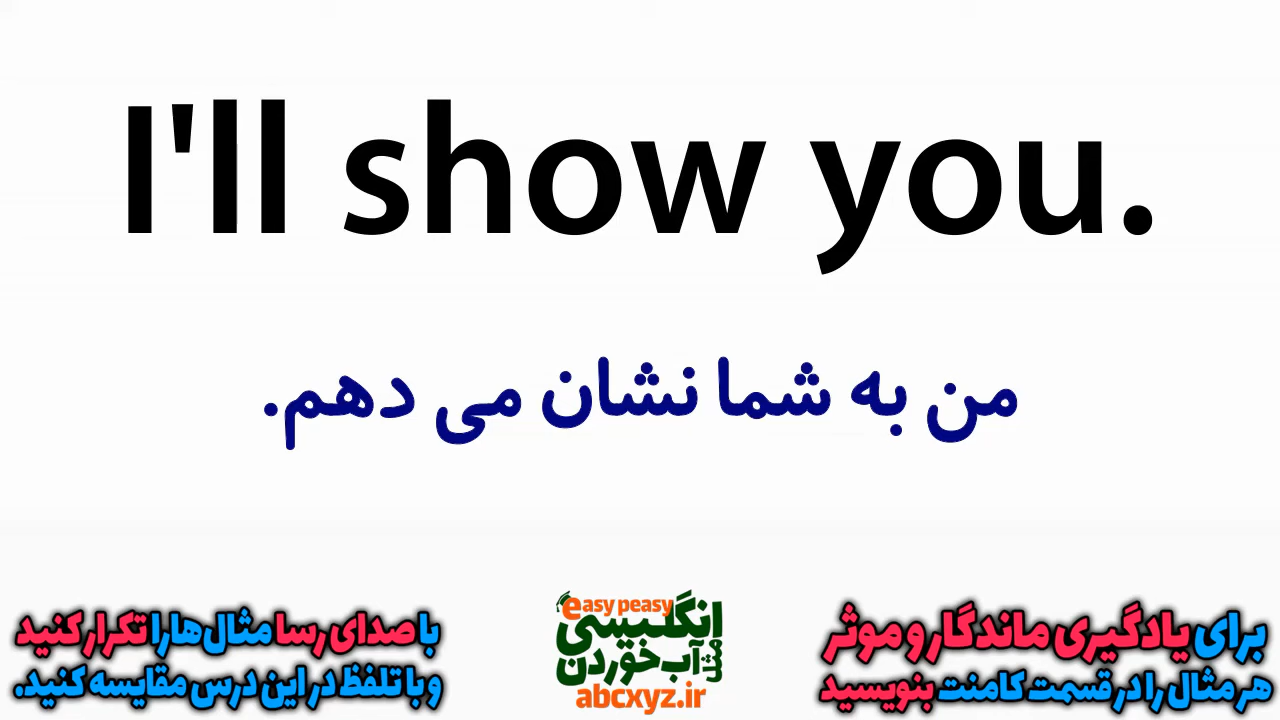 I'll show you.
من به شما نشان می دهم.
برای یادگیری ماندگار و موثر
هر مثال را در قسمت کامنت بنویسید
easy peasy
انگلیسی
مثل آب خوردن
abcxyz.ir
با صدای رسا مثال‌ها را تکرار کنید
و با تلفظ در این درس مقایسه کنید.